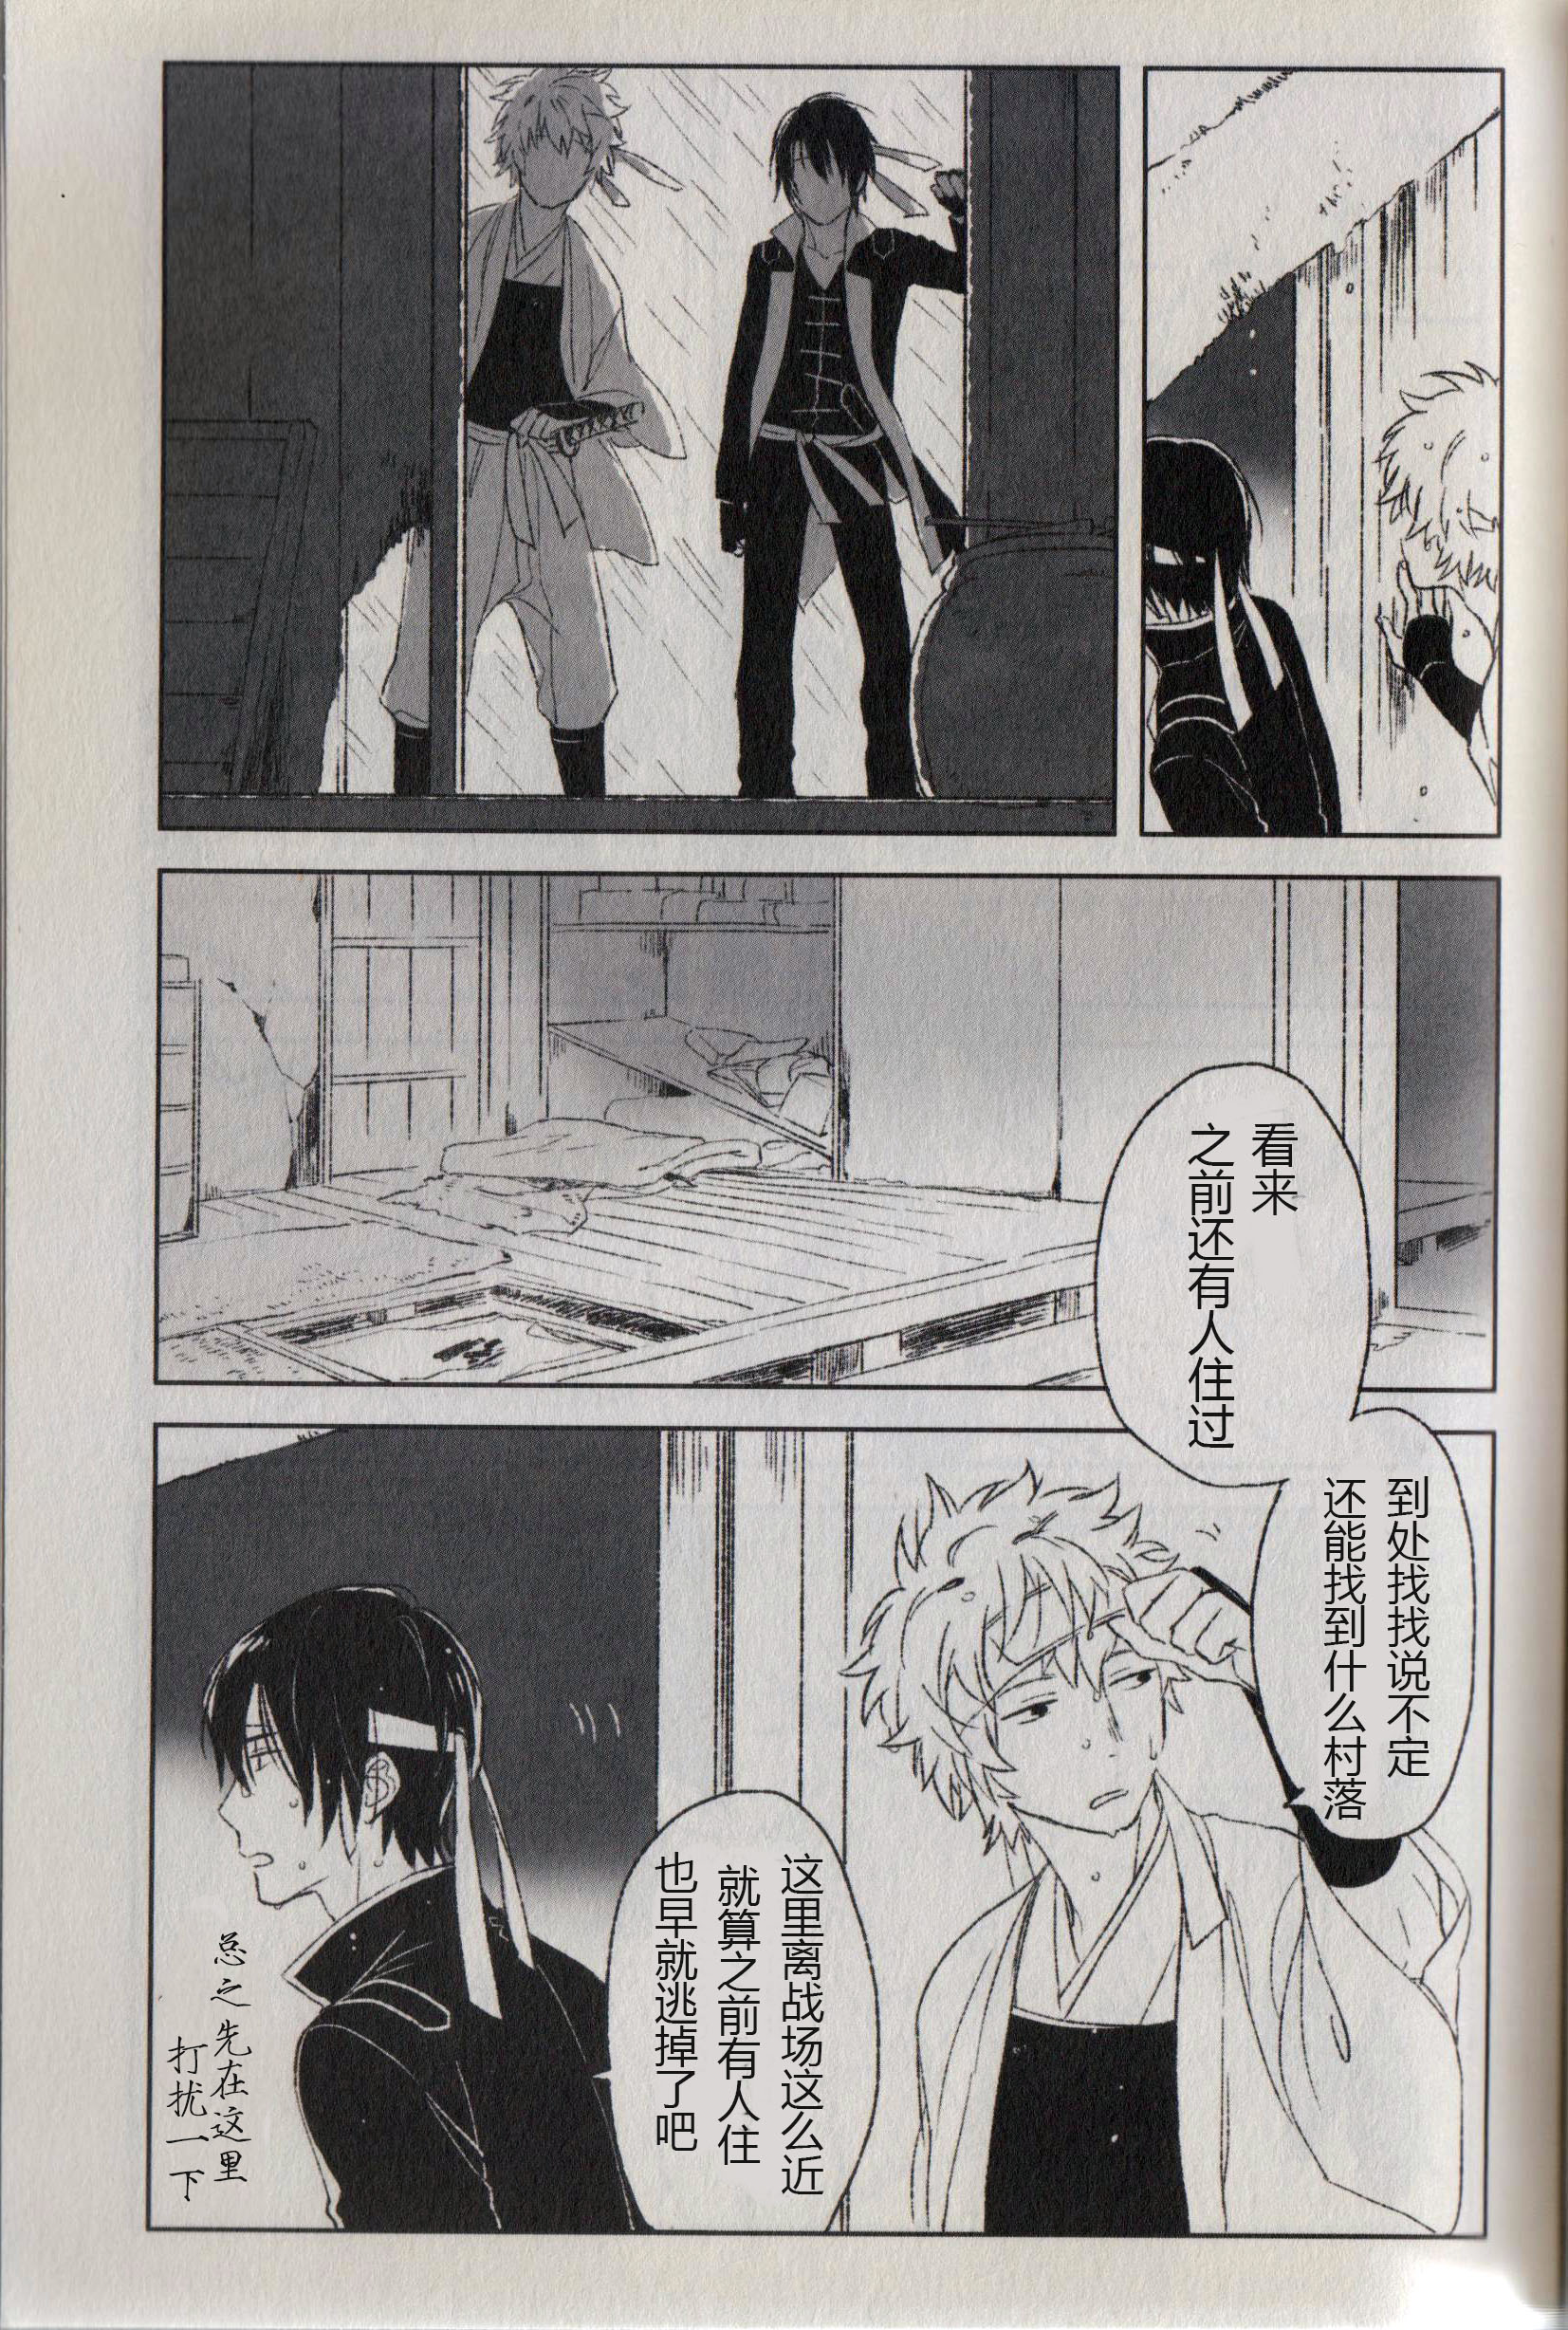 看来
之前还有人住过
到处找找说不定
还能找到什么村落
这里离战场这么近
就算之前有人住
也早就逃掉了吧
总之先在这里
打扰一下